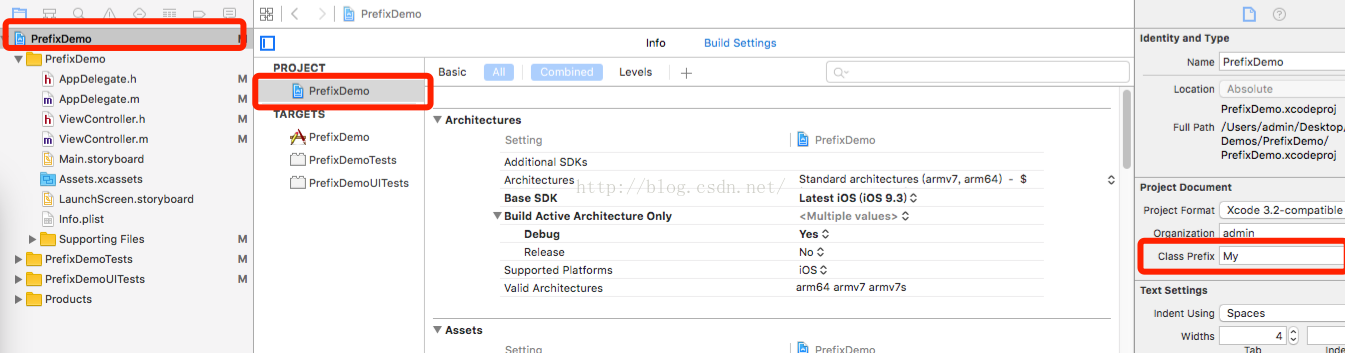 PrefixDemo M
PrefixDemo
AppDelegate.h M
AppDelegate.m M
ViewController.h M
ViewController.m M
Main.storyboard
Assets.xcassets
LaunchScreen.storyboard
Info.plist
Supporting Files M
PrefixDemoTests M
PrefixDemoUITests M
Products
PrefixDemo
Info Build Settings
PROJECT
PrefixDemo
TARGETS
PrefixDemo
PrefixDemoTests
PrefixDemoUITests
Basic All Combined Levels +
Architectures
Setting PrefixDemo
Additional SDKs
Architectures Standard architectures (armv7, arm64) - $
Base SDK Latest iOS (iOS 9.3)
Build Active Architecture Only <Multiple values>
Debug Yes
Release No
Supported Platforms iOS
Valid Architectures arm64 armv7 armv7s
Assets
Setting PrefixDemo
http://blog.csdn.net/
Identity and Type
Name PrefixDemo
Location Absolute
PrefixDemo.xcodeproj
Full Path /Users/admin/Desktop/
Demos/PrefixDemo/
PrefixDemo.xcodeproj
Project Document
Project Format Xcode 3.2-compatible
Organization admin
Class Prefix My
Text Settings
Indent Using Spaces
Widths 4
Tab